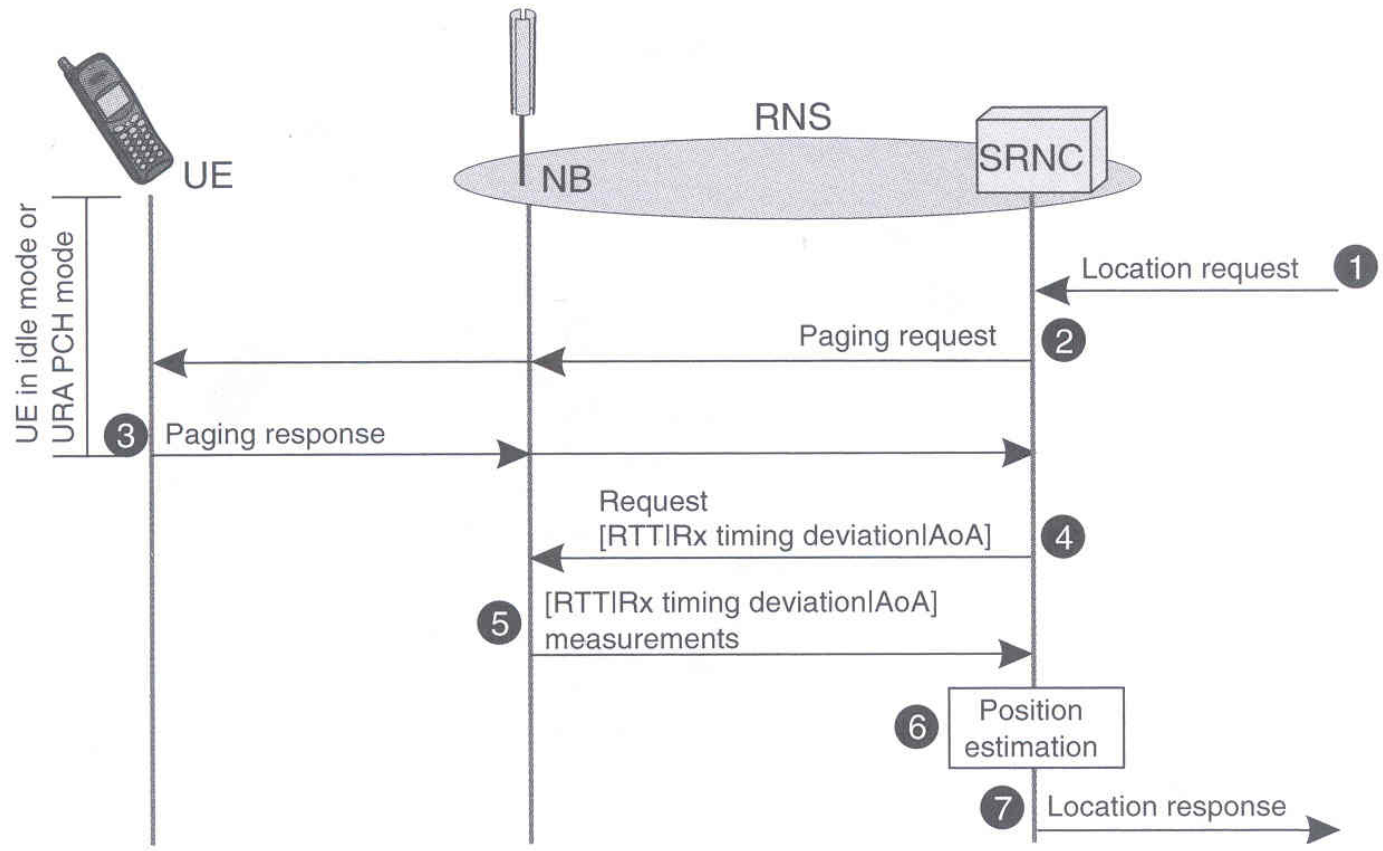 RNS
SRNC
UE
NB
UE in idle mode or
URA PCH mode
Location request
1
Paging request
2
3
Paging response
Request
[RTT|Rx timing deviation|AoA]
4
5
[RTT|Rx timing deviation|AoA]
measurements
6
Position
estimation
7
Location response